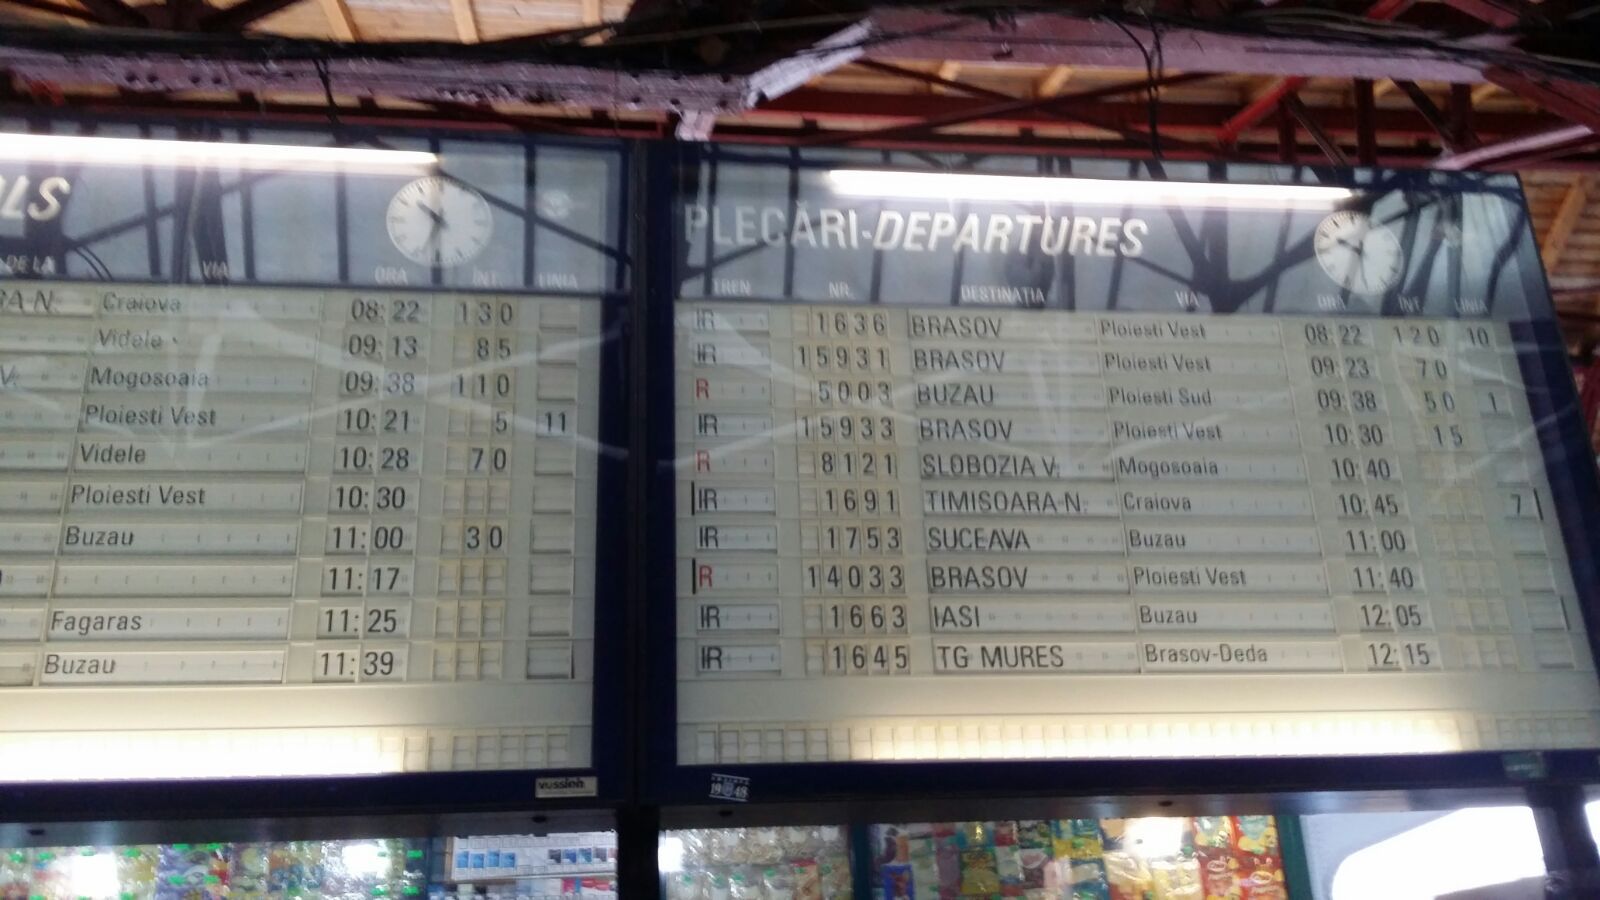 LS
DE LA VIA ORA ÎNT. LINIA
RA N. Craiova 08:22 130
Videle 09:13 85
V. Mogosoaia 09:38 110
Ploiesti Vest 10:21 5 11
Videle 10:28 70
Ploiesti Vest 10:30
Buzau 11:00 30
11:17
Fagaras 11:25
Buzau 11:39
vossloh
PLECĂRI-DEPARTURES
TREN NR. DESTINAȚIA VIA ORA ÎNT. LINIA
IR 1636 BRASOV Ploiesti Vest 08:22 120 10
IR 15931 BRASOV Ploiesti Vest 09:23 70
R 5003 BUZAU Ploiesti Sud 09:38 50 1
IR 15933 BRASOV Ploiesti Vest 10:30 15
R 8121 SLOBOZIA V. Mogosoaia 10:40
IR 1691 TIMISOARA N. Craiova 10:45 7
IR 1753 SUCEAVA Buzau 11:00
R 14033 BRASOV Ploiesti Vest 11:40
IR 1663 IASI Buzau 12:05
IR 1645 TG MURES Brasov-Deda 12:15
19 48